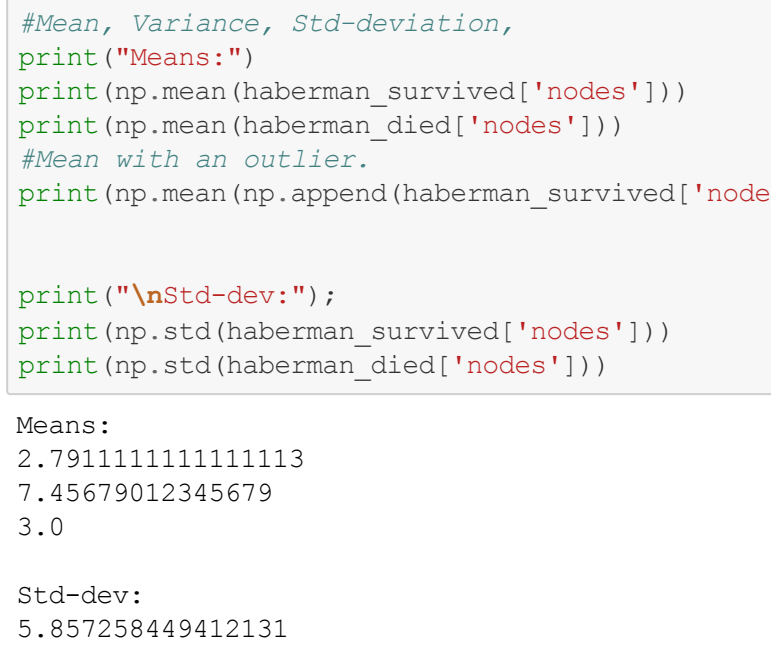 #Mean, Variance, Std-deviation,
print("Means:")
print(np.mean(haberman_survived['nodes']))
print(np.mean(haberman_died['nodes']))
#Mean with an outlier.
print(np.mean(np.append(haberman_survived['node
print("\nStd-dev:");
print(np.std(haberman_survived['nodes']))
print(np.std(haberman_died['nodes']))
Means:
2.7911111111111113
7.45679012345679
3.0
Std-dev:
5.857258449412131